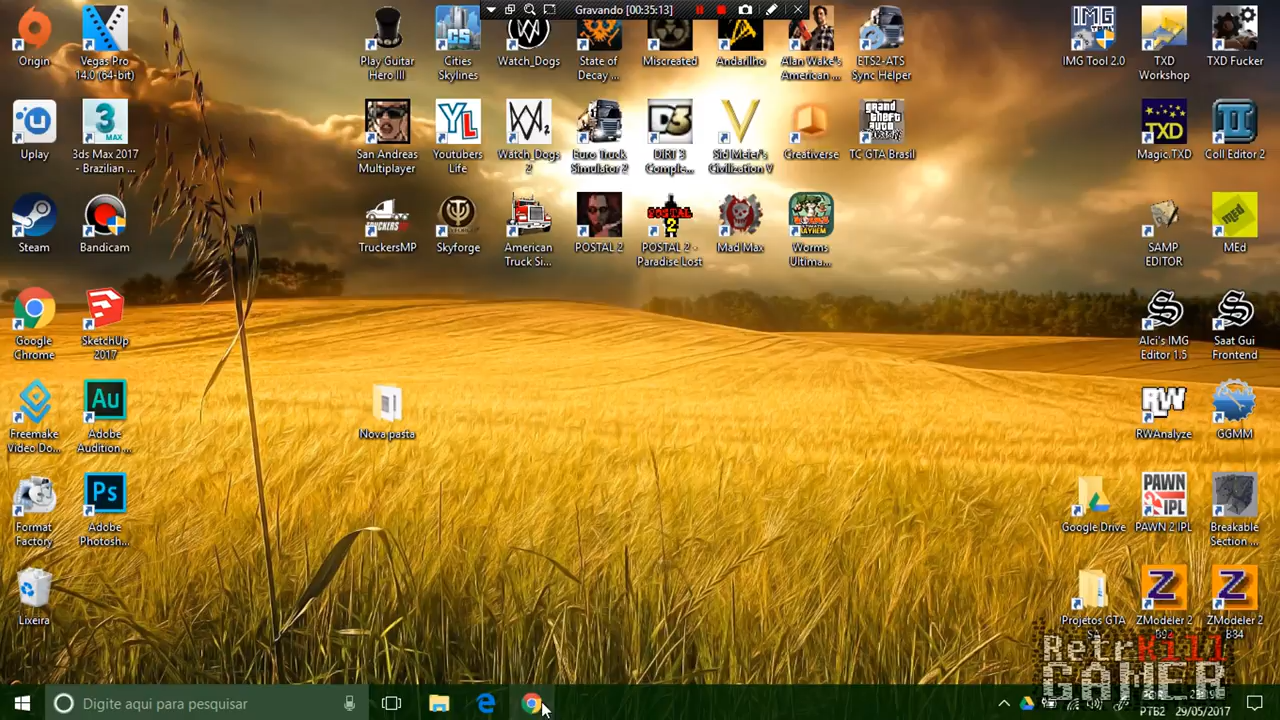 Gravando [00:35:13]
Origin
Vegas Pro
14.0 (64-bit)
Play Guitar
Hero III
Cities
Skylines
Watch_Dogs
State of
Decay ...
Miscreated
Andarilho
Alan Wake's
American ...
ETS2-ATS
Sync Helper
IMG Tool 2.0
TXD
Workshop
TXD Fucker
Uplay
3ds Max 2017
- Brazilian ...
San Andreas
Multiplayer
Youtubers
Life
Watch_Dogs
2
Euro Truck
Simulator 2
DiRT 3
Comple...
Sid Meier's
Civilization V
Creativerse
TC GTA Brasil
Magic.TXD
Coll Editor 2
Steam
Bandicam
TruckersMP
Skyforge
American
Truck Si...
POSTAL 2
POSTAL 2 -
Paradise Lost
Mad Max
Worms
Ultima...
SAMP
EDITOR
MEd
Google
Chrome
SketchUp
2017
Alci's IMG
Editor 1.5
Saat Gui
Frontend
Freemake
Video Do...
Adobe
Audition ...
Nova pasta
RWAnalyze
GGMM
Format
Factory
Adobe
Photosh...
Google Drive
PAWN 2 IPL
Breakable
Section ...
Lixeira
Projetos GTA
ZModeler 2
ZModeler 2
RetrKill
GAMER
Digite aqui para pesquisar
PTB2
29/05/2017